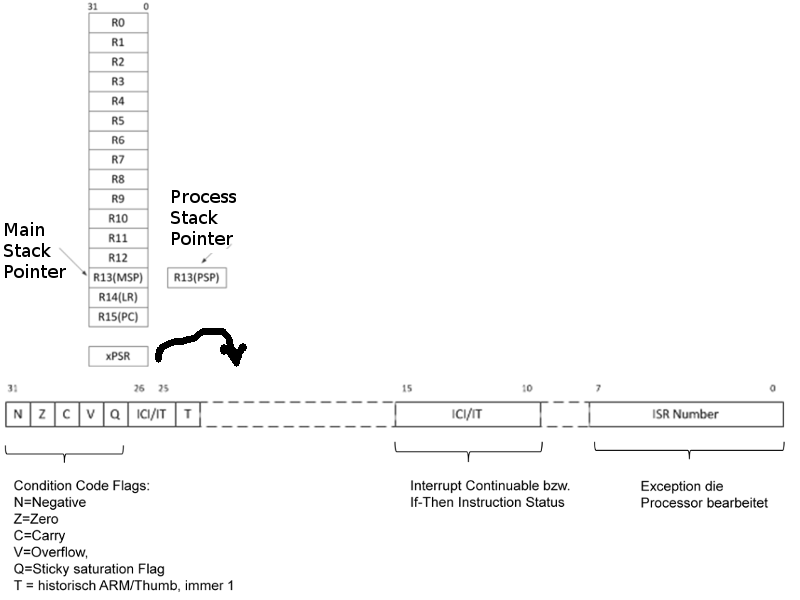 31 0
R0
R1
R2
R3
R4
R5
R6
R7
R8
R9
R10
R11
R12
Main
Stack
Pointer
Process
Stack
Pointer
R13(MSP) R13(PSP)
R14(LR)
R15(PC)
xPSR
31 26 25 15 10 7 0
N Z C V Q ICI/IT T ICI/IT ISR Number
Condition Code Flags:
N=Negative
Z=Zero
C=Carry
V=Overflow,
Q=Sticky saturation Flag
T = historisch ARM/Thumb, immer 1
Interrupt Continuable bzw.
If-Then Instruction Status
Exception die
Processor bearbeitet